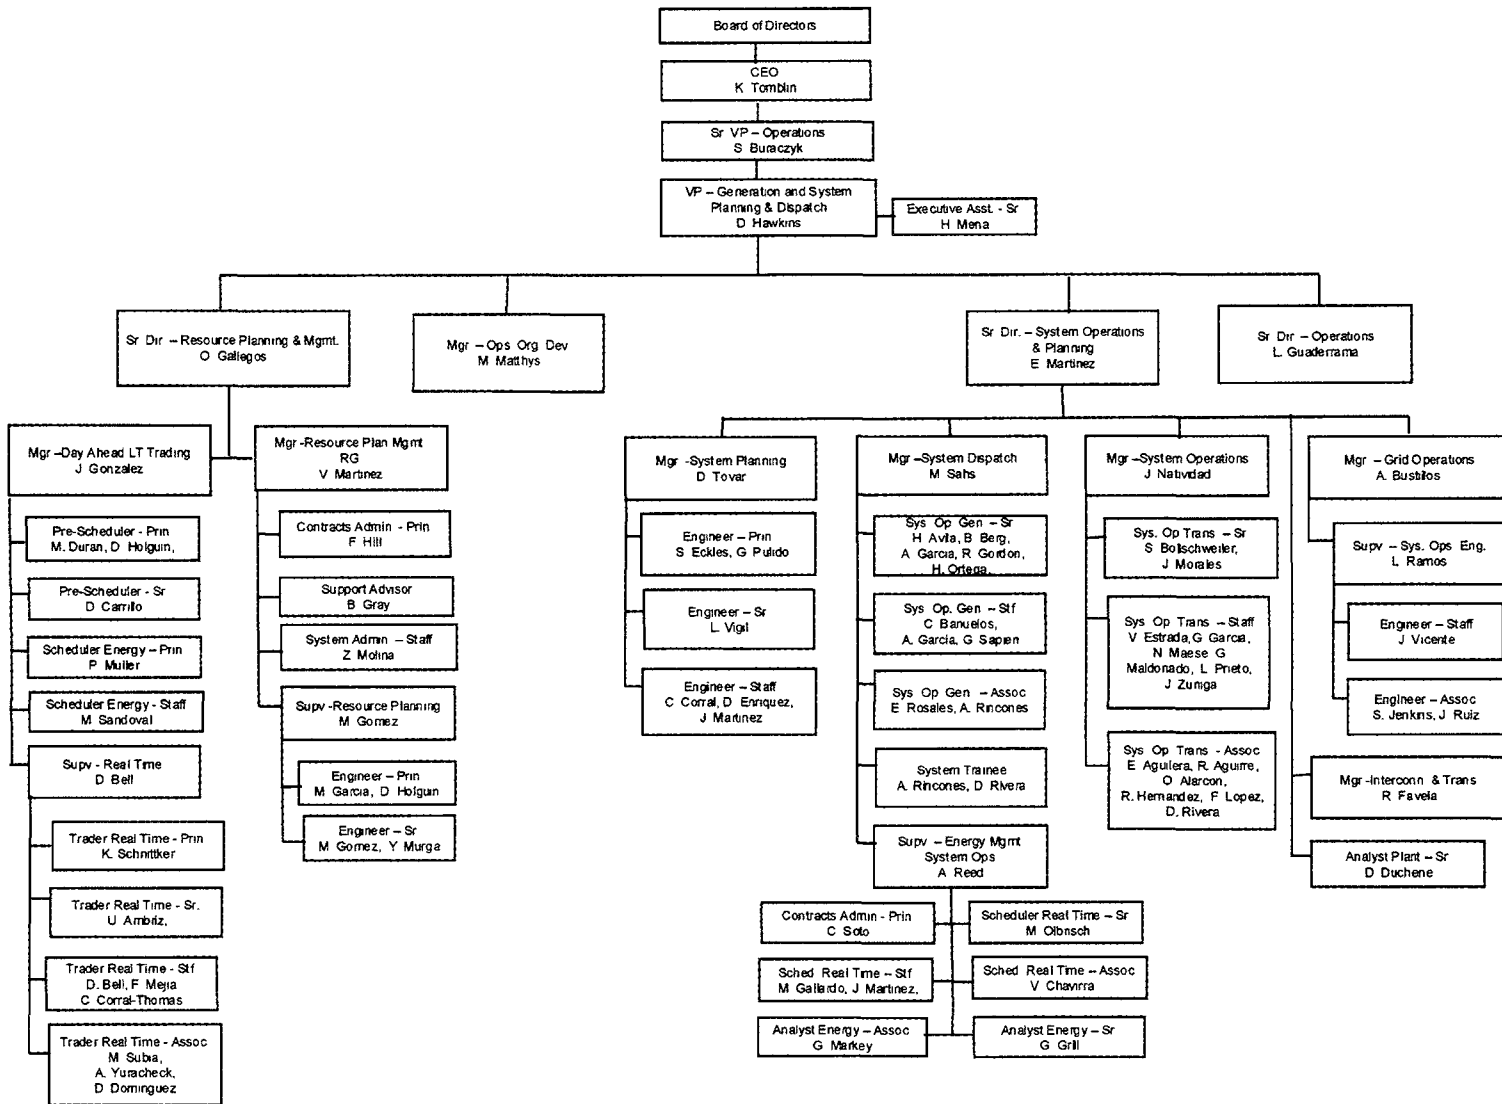 Board of Directors
CEO
K Tomblin
Sr VP – Operations
S Buraczyk
VP – Generation and System
Planning & Dispatch
D Hawkins
Executive Asst. - Sr
H Mena
Sr Dir – Resource Planning & Mgmt.
O Gallegos
Mgr – Ops Org Dev
M Matthys
Sr Dir. – System Operations
& Planning
E Martinez
Sr Dir – Operations
L. Guaderrama
Mgr –Day Ahead LT Trading
J Gonzalez
Pre-Scheduler - Prin
M. Duran, D Holguin,
Pre-Scheduler - Sr
D Carrillo
Scheduler Energy – Prin
P Muller
Scheduler Energy - Staff
M Sandoval
Supv - Real Time
D Bell
Trader Real Time - Prin
K. Schnittker
Trader Real Time - Sr.
U Ambriz,
Trader Real Time - Stf
D. Bell, F Mejia
C Corral-Thomas
Trader Real Time - Assoc
M Subia,
A. Yuracheck,
D Dominguez
Mgr -Resource Plan Mgmt
RG
V Martinez
Contracts Admin - Prin
F Hill
Support Advisor
B Gray
System Admin – Staff
Z Molina
Supv -Resource Planning
M Gomez
Engineer – Prin
M Garcia, D Holguin
Engineer – Sr
M Gomez, Y Murga
Mgr -System Planning
D Tovar
Engineer – Prin
S Eckles, G Pulido
Engineer – Sr
L. Vigil
Engineer – Staff
C Corral, D Enriquez,
J Martinez
Mgr –System Dispatch
M Sahs
Sys Op Gen – Sr
H Avila, B Berg,
A Garcia, R Gordon,
H. Ortega,
Sys Op. Gen – Stf
C Banuelos,
A. Garcia, G Sapien
Sys Op Gen – Assoc
E Rosales, A. Rincones
System Trainee
A. Rincones, D Rivera
Supv – Energy Mgmt
System Ops
A Reed
Contracts Admin - Prin
C Soto
Scheduler Real Time – Sr
M Olbrisch
Sched Real Time – Stf
M Gallardo, J Martinez,
Sched Real Time – Assoc
V Chavirra
Analyst Energy – Assoc
G Markey
Analyst Energy – Sr
G Grill
Mgr –System Operations
J Natividad
Sys. Op Trans – Sr
S Bollschweiler,
J Morales
Sys Op Trans – Staff
V Estrada, G Garcia,
N Maese G
Maldonado, L Prieto,
J Zuniga
Sys Op Trans - Assoc
E Aguilera, R Aguirre,
O Alarcon,
R. Hernandez, F Lopez,
D. Rivera
Mgr – Grid Operations
A. Bustillos
Supv – Sys. Ops Eng.
L Ramos
Engineer – Staff
J Vicente
Engineer – Assoc
S. Jenkins, J Ruiz
Mgr -Interconn & Trans
R Favela
Analyst Plant – Sr
D Duchene